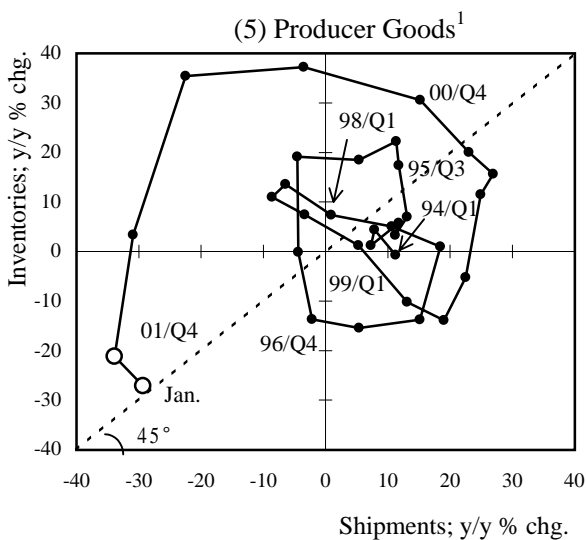 (5) Producer Goods¹
Inventories; y/y % chg.
40
30
20
10
0
-10
-20
-30
-40
00/Q4
98/Q1
95/Q3
94/Q1
99/Q1
01/Q4
96/Q4
Jan.
45°
-40 -30 -20 -10 0 10 20 30 40
Shipments; y/y % chg.